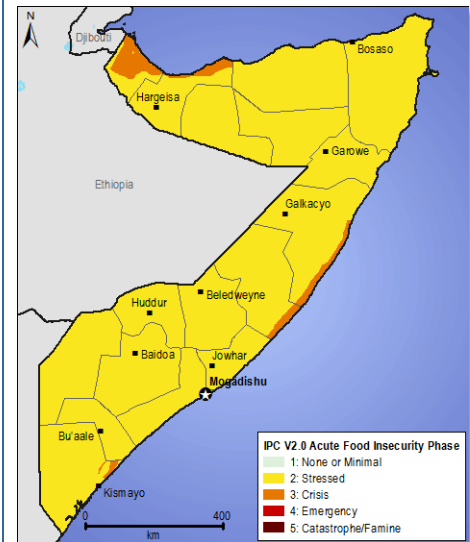 N
Djibouti
Bosaso
Hargeisa
Garowe
Ethiopia
Galkacyo
Beledweyne
Huddur
Baidoa
Jowhar
Mogadishu
Bu'aale
Kismayo
0 400
km
IPC V2.0 Acute Food Insecurity Phase
1: None or Minimal
2: Stressed
3: Crisis
4: Emergency
5: Catastrophe/Famine